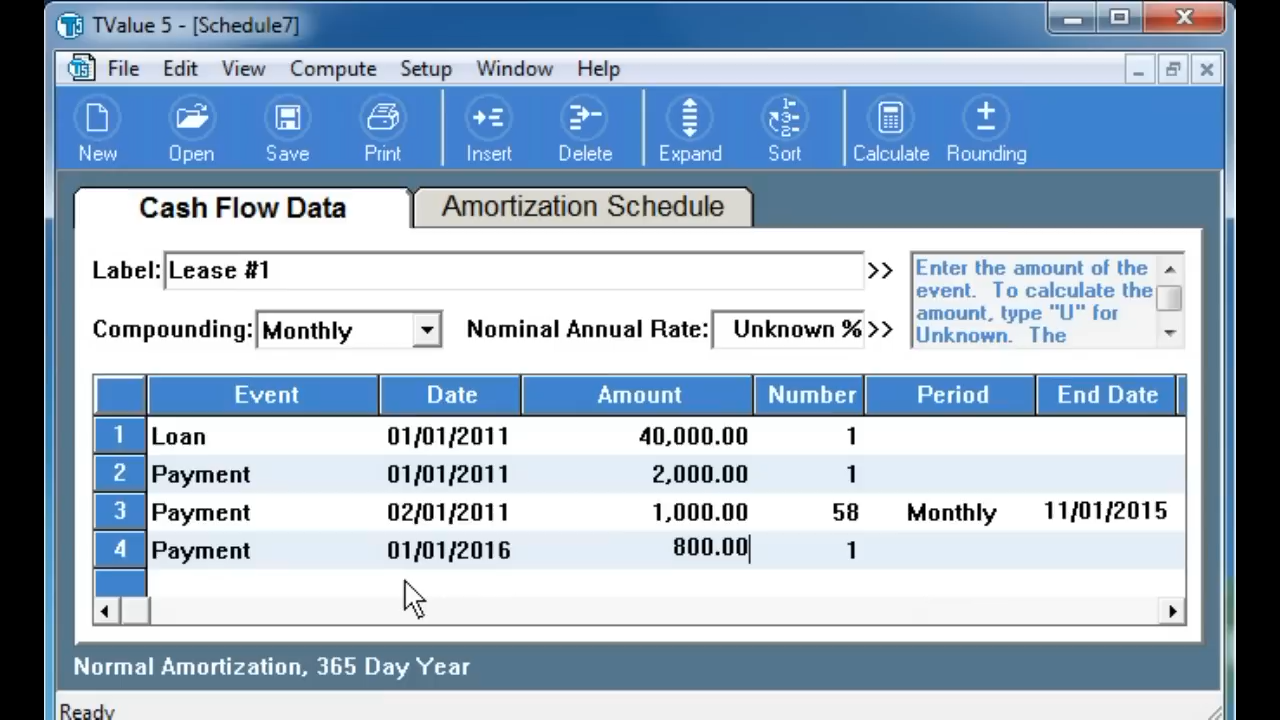 TValue 5 - [Schedule7]
File Edit View Compute Setup Window Help
New Open Save Print Insert Delete Expand Sort Calculate Rounding
Cash Flow Data Amortization Schedule
Label: Lease #1 >>
Compounding: Monthly Nominal Annual Rate: Unknown % >>
Enter the amount of the
event. To calculate the
amount, type "U" for
Unknown. The
Event Date Amount Number Period End Date
1 Loan 01/01/2011 40,000.00 1
2 Payment 01/01/2011 2,000.00 1
3 Payment 02/01/2011 1,000.00 58 Monthly 11/01/2015
4 Payment 01/01/2016 800.00 1
Normal Amortization, 365 Day Year
Ready